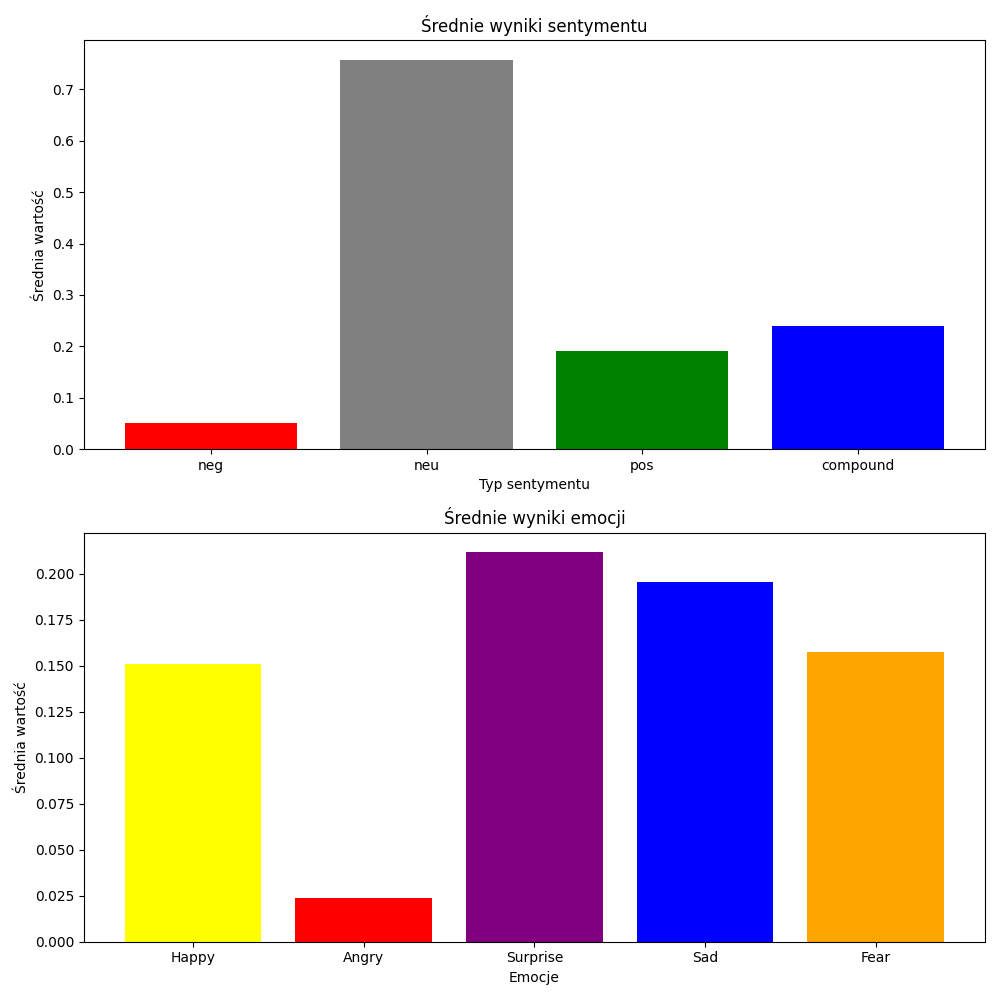 Średnie wyniki sentymentu
Średnia wartość
0.7
0.6
0.5
0.4
0.3
0.2
0.1
0.0
neg neu pos compound
Typ sentymentu
Średnie wyniki emocji
Średnia wartość
0.200
0.175
0.150
0.125
0.100
0.075
0.050
0.025
0.000
Happy Angry Surprise Sad Fear
Emocje